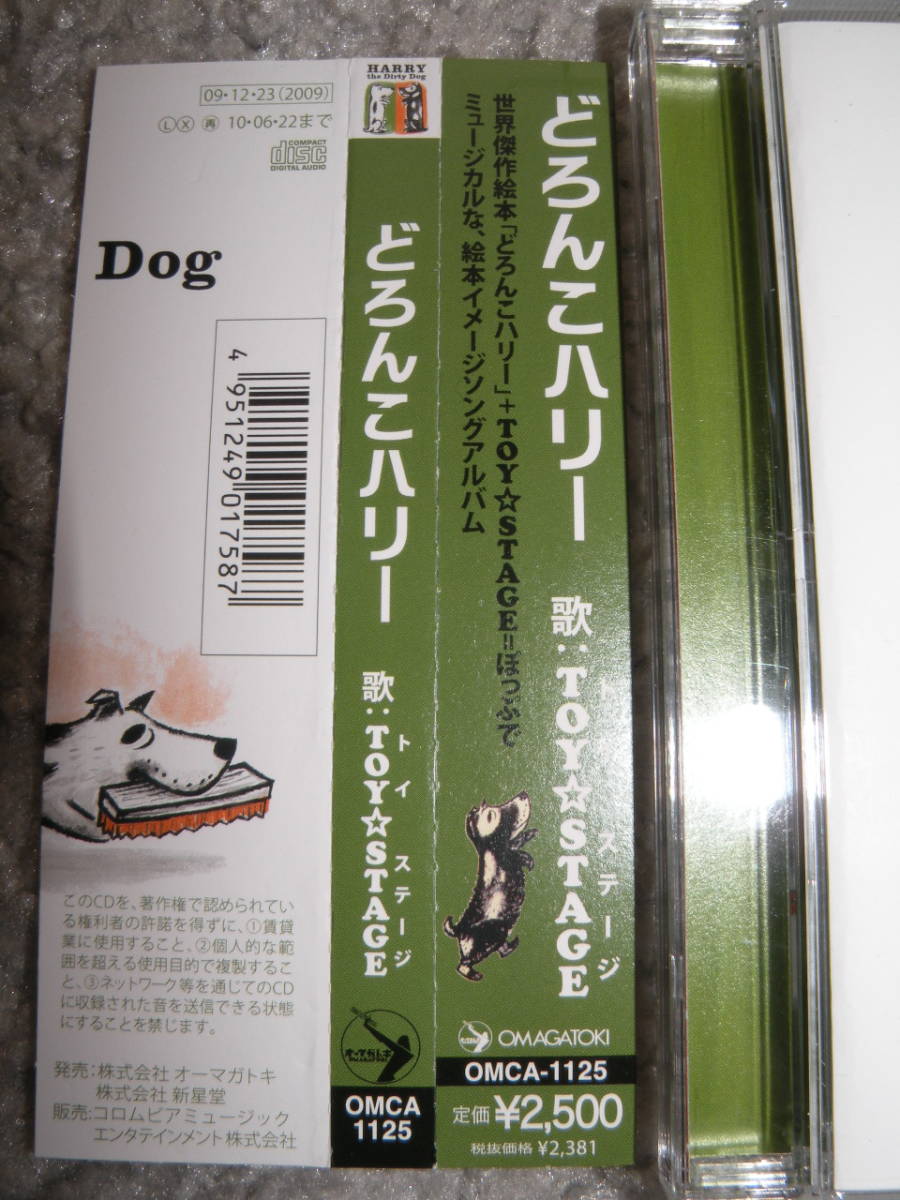 09・12・23(2009)
Ⓛ Ⓧ 再 10・06・22まで
COMPACT
disc
DIGITAL AUDIO
Dog
4 951249 017587
このCDを、著作権で認められてい
る権利者の許諾を得ずに、①賃貸
業に使用すること、②個人的な範
囲を超える使用目的で複製するこ
と、③ネットワーク等を通じてのCD
に収録された音を送信できる状態
にすることを禁じます。
発売：株式会社 オーマガトキ
株式会社 新星堂
販売：コロムビアミュージック
エンタテインメント株式会社
HARRY
the Dirty Dog
どろんこハリー
歌：TOY☆STAGE
トイ ステージ
オーマガトキ
OMCA
1125
どろんこハリー
歌：TOY☆STAGE
トイ ステージ
世界傑作絵本「どろんこハリー」+TOY☆STAGE=ぽっぷで
ミュージカルな、絵本イメージソングアルバム
OMAGATOKI
OMCA-1125
定価 ¥2,500
税抜価格 ¥2,381